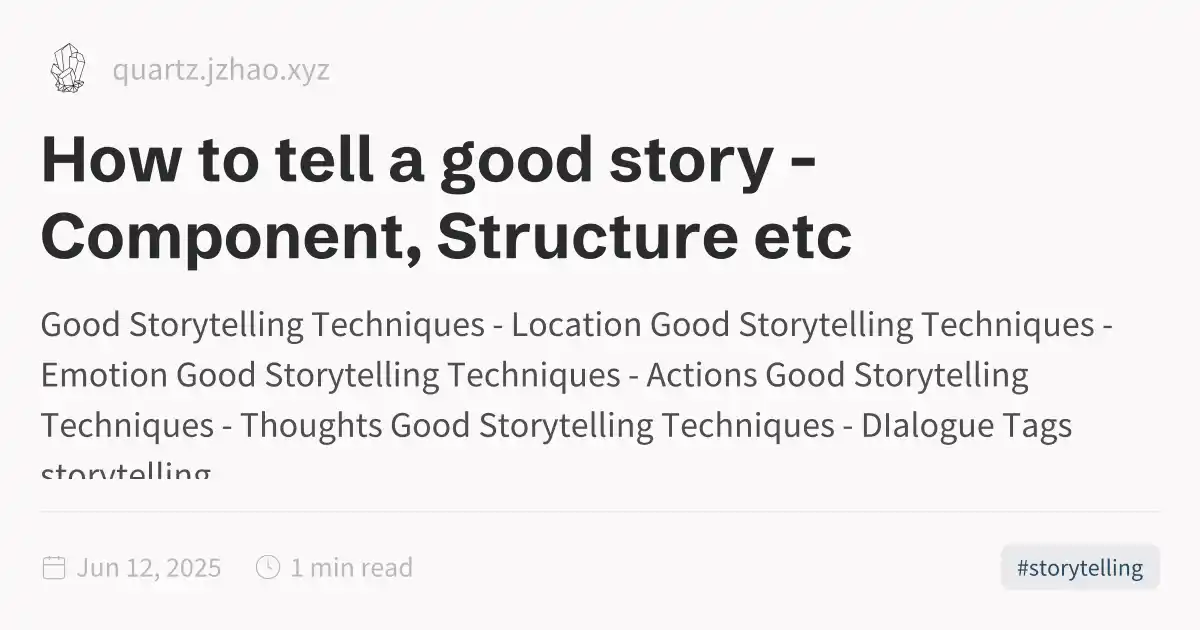 quartz.jzhao.xyz
How to tell a good story -
Component, Structure etc
Good Storytelling Techniques - Location Good Storytelling Techniques -
Emotion Good Storytelling Techniques - Actions Good Storytelling
Techniques - Thoughts Good Storytelling Techniques - DIalogue Tags
storytelling
Jun 12, 2025 1 min read #storytelling